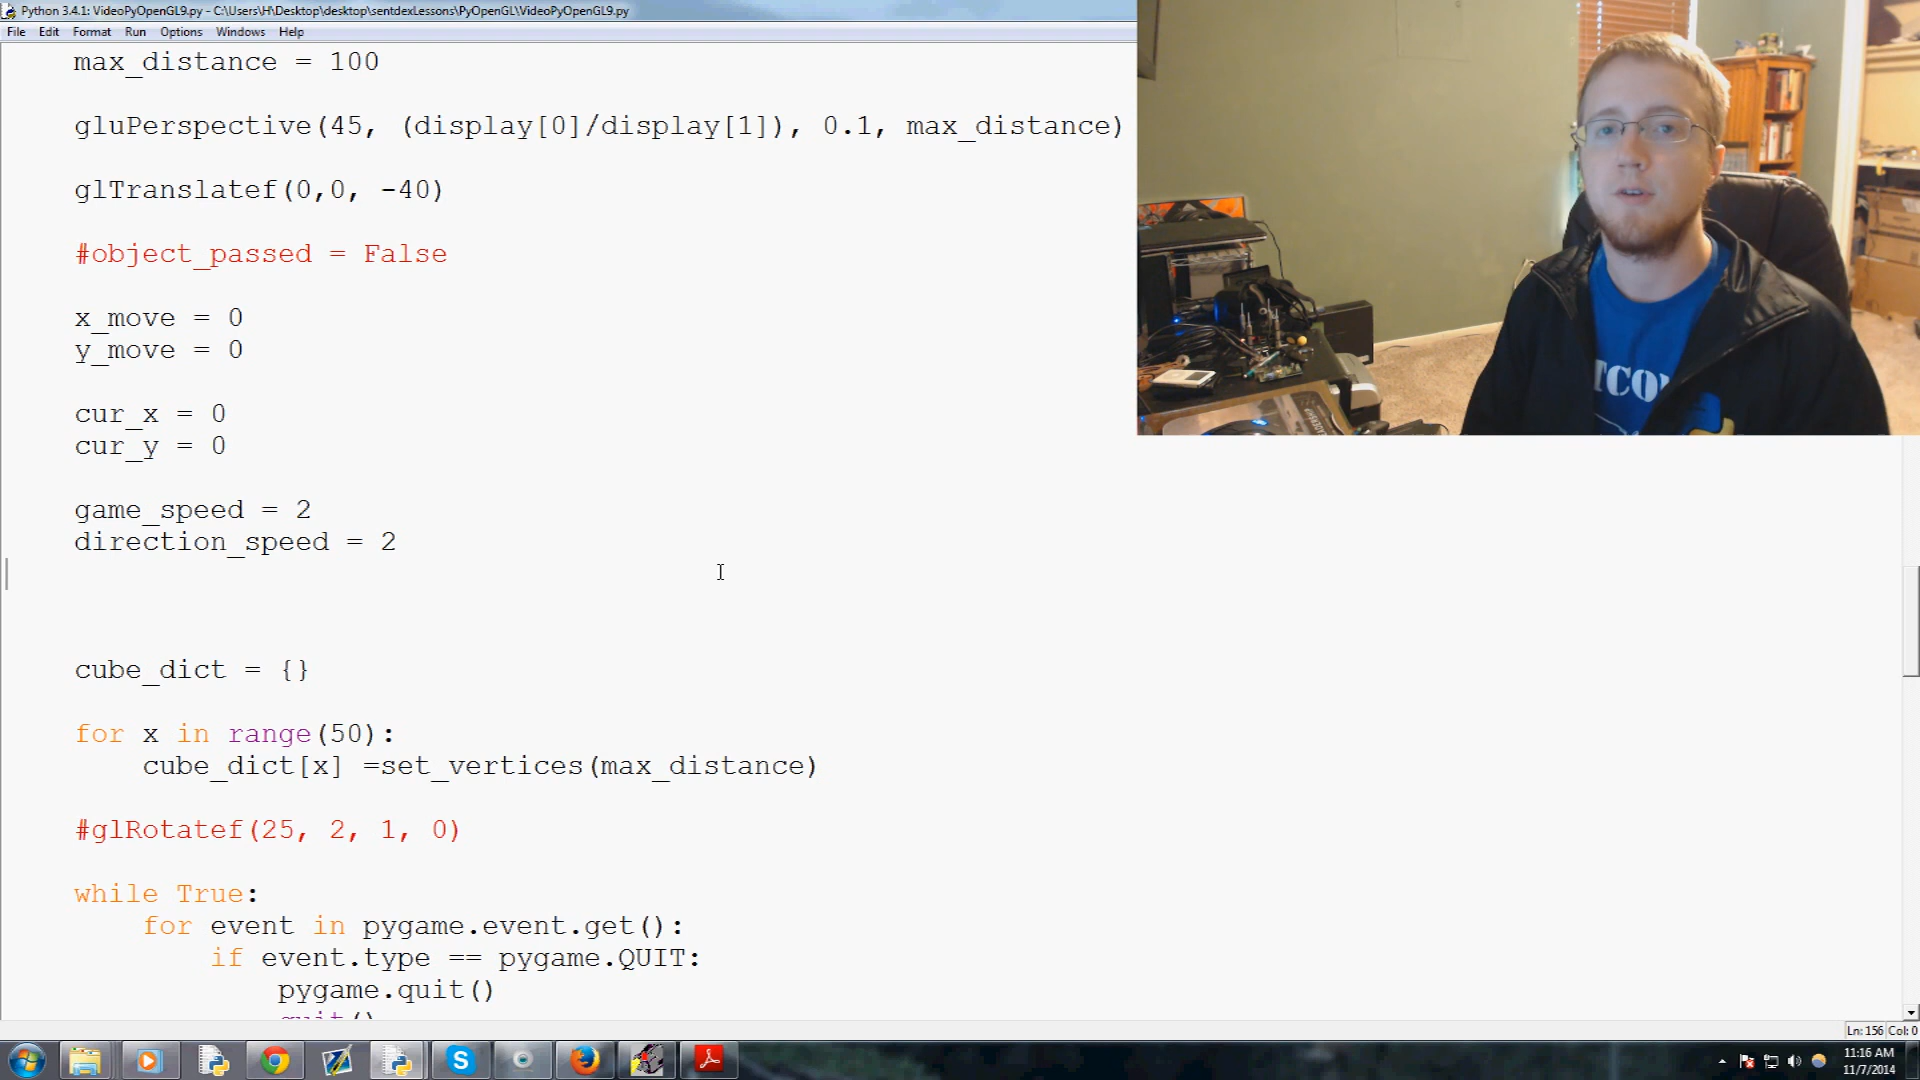 Python 3.4.1: VideoPyOpenGL9.py - C:\Users\H\Desktop\desktop\sentdexLessons\PyOpenGL\VideoPyOpenGL9.py
File Edit Format Run Options Windows Help
max_distance = 100
gluPerspective(45, (display[0]/display[1]), 0.1, max_distance)
glTranslatef(0,0, -40)
#object_passed = False
x_move = 0
y_move = 0
cur_x = 0
cur_y = 0
game_speed = 2
direction_speed = 2
cube_dict = {}
for x in range(50):
cube_dict[x] =set_vertices(max_distance)
#glRotatef(25, 2, 1, 0)
while True:
for event in pygame.event.get():
if event.type == pygame.QUIT:
pygame.quit()
quit()
Ln: 156 Col: 0
11:16 AM
11/7/2014